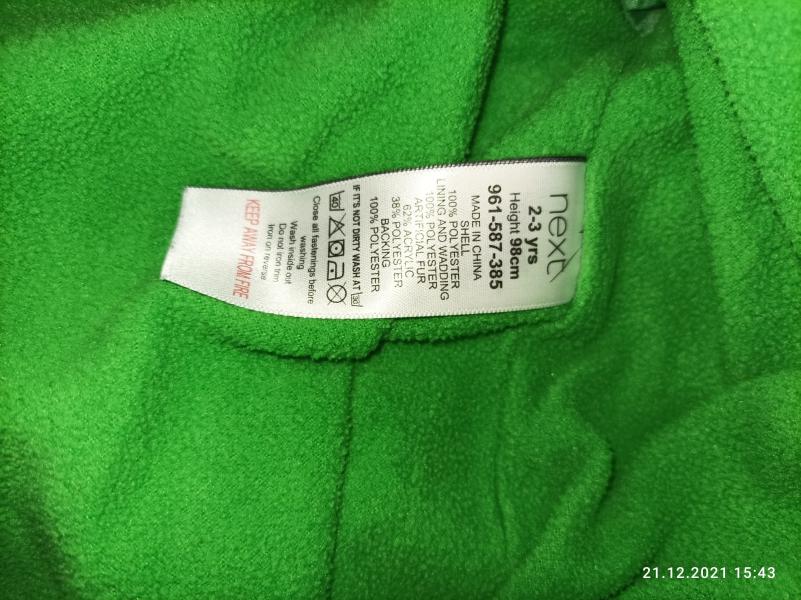 next
2-3 yrs
Height 98cm
961-587-385
MADE IN CHINA
SHELL
100% POLYESTER
LINING AND WADDING
100% POLYESTER
ARTIFICIAL FUR
62% ACRYLIC
38% POLYESTER
BACKING
100% POLYESTER
IF IT'S NOT DIRTY WASH AT 30
40
Close all fastenings before
washing
Wash inside out
Do not iron trim
Iron on reverse
KEEP AWAY FROM FIRE
21.12.2021 15:43